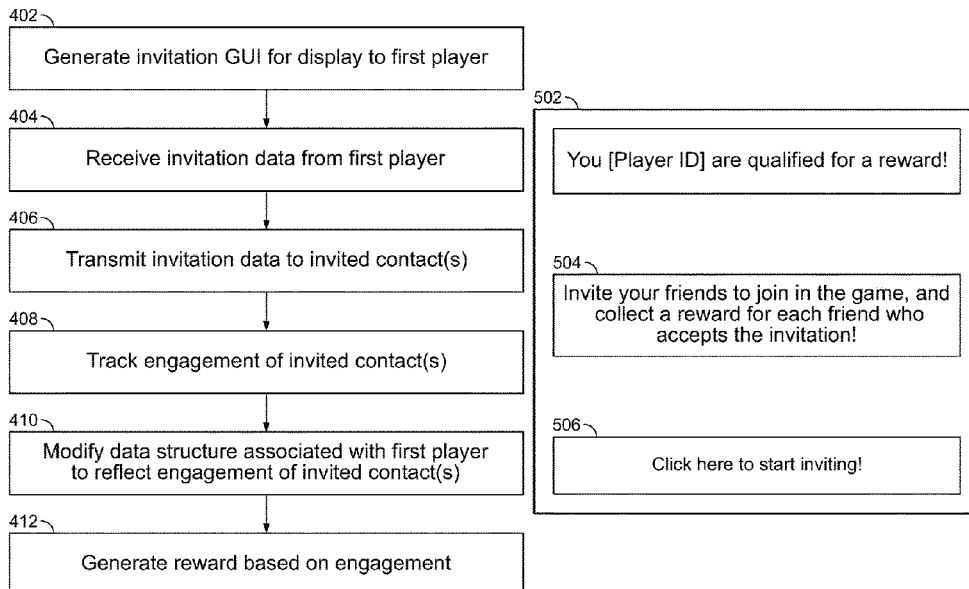 402
Generate invitation GUI for display to first player
404
Receive invitation data from first player
406
Transmit invitation data to invited contact(s)
408
Track engagement of invited contact(s)
410
Modify data structure associated with first player
to reflect engagement of invited contact(s)
412
Generate reward based on engagement
502
You [Player ID] are qualified for a reward!
504
Invite your friends to join in the game, and
collect a reward for each friend who
accepts the invitation!
506
Click here to start inviting!